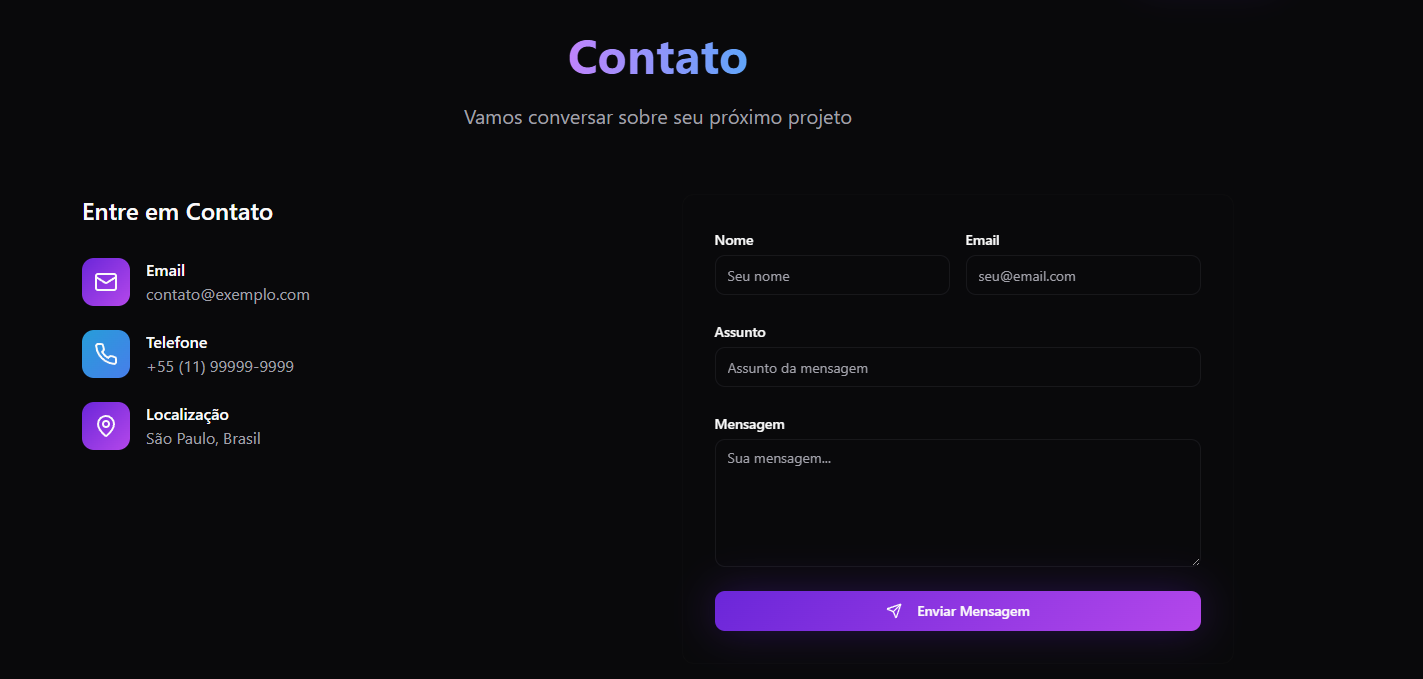 Contato
Vamos conversar sobre seu próximo projeto
Entre em Contato
Email
contato@exemplo.com
Telefone
+55 (11) 99999-9999
Localização
São Paulo, Brasil
Nome
Email
Seu nome
seu@email.com
Assunto
Assunto da mensagem
Mensagem
Sua mensagem...
Enviar Mensagem